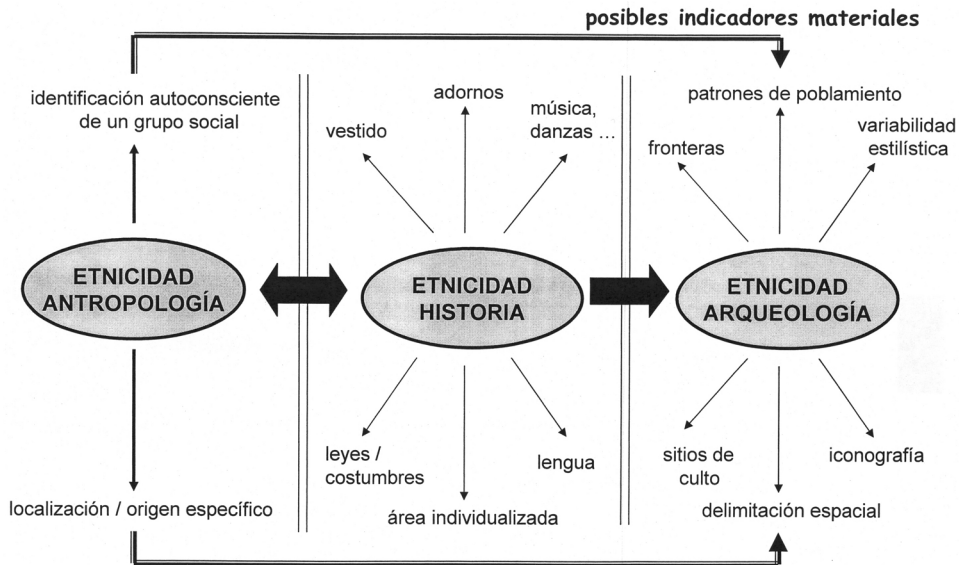 posibles indicadores materiales
identificación autoconsciente
de un grupo social
ETNICIDAD
ANTROPOLOGÍA
localización / origen específico
vestido
adornos
música,
danzas ...
ETNICIDAD
HISTORIA
leyes /
costumbres
área individualizada
lengua
fronteras
patrones de poblamiento
variabilidad
estilística
ETNICIDAD
ARQUEOLOGÍA
sitios de
culto
delimitación espacial
iconografía